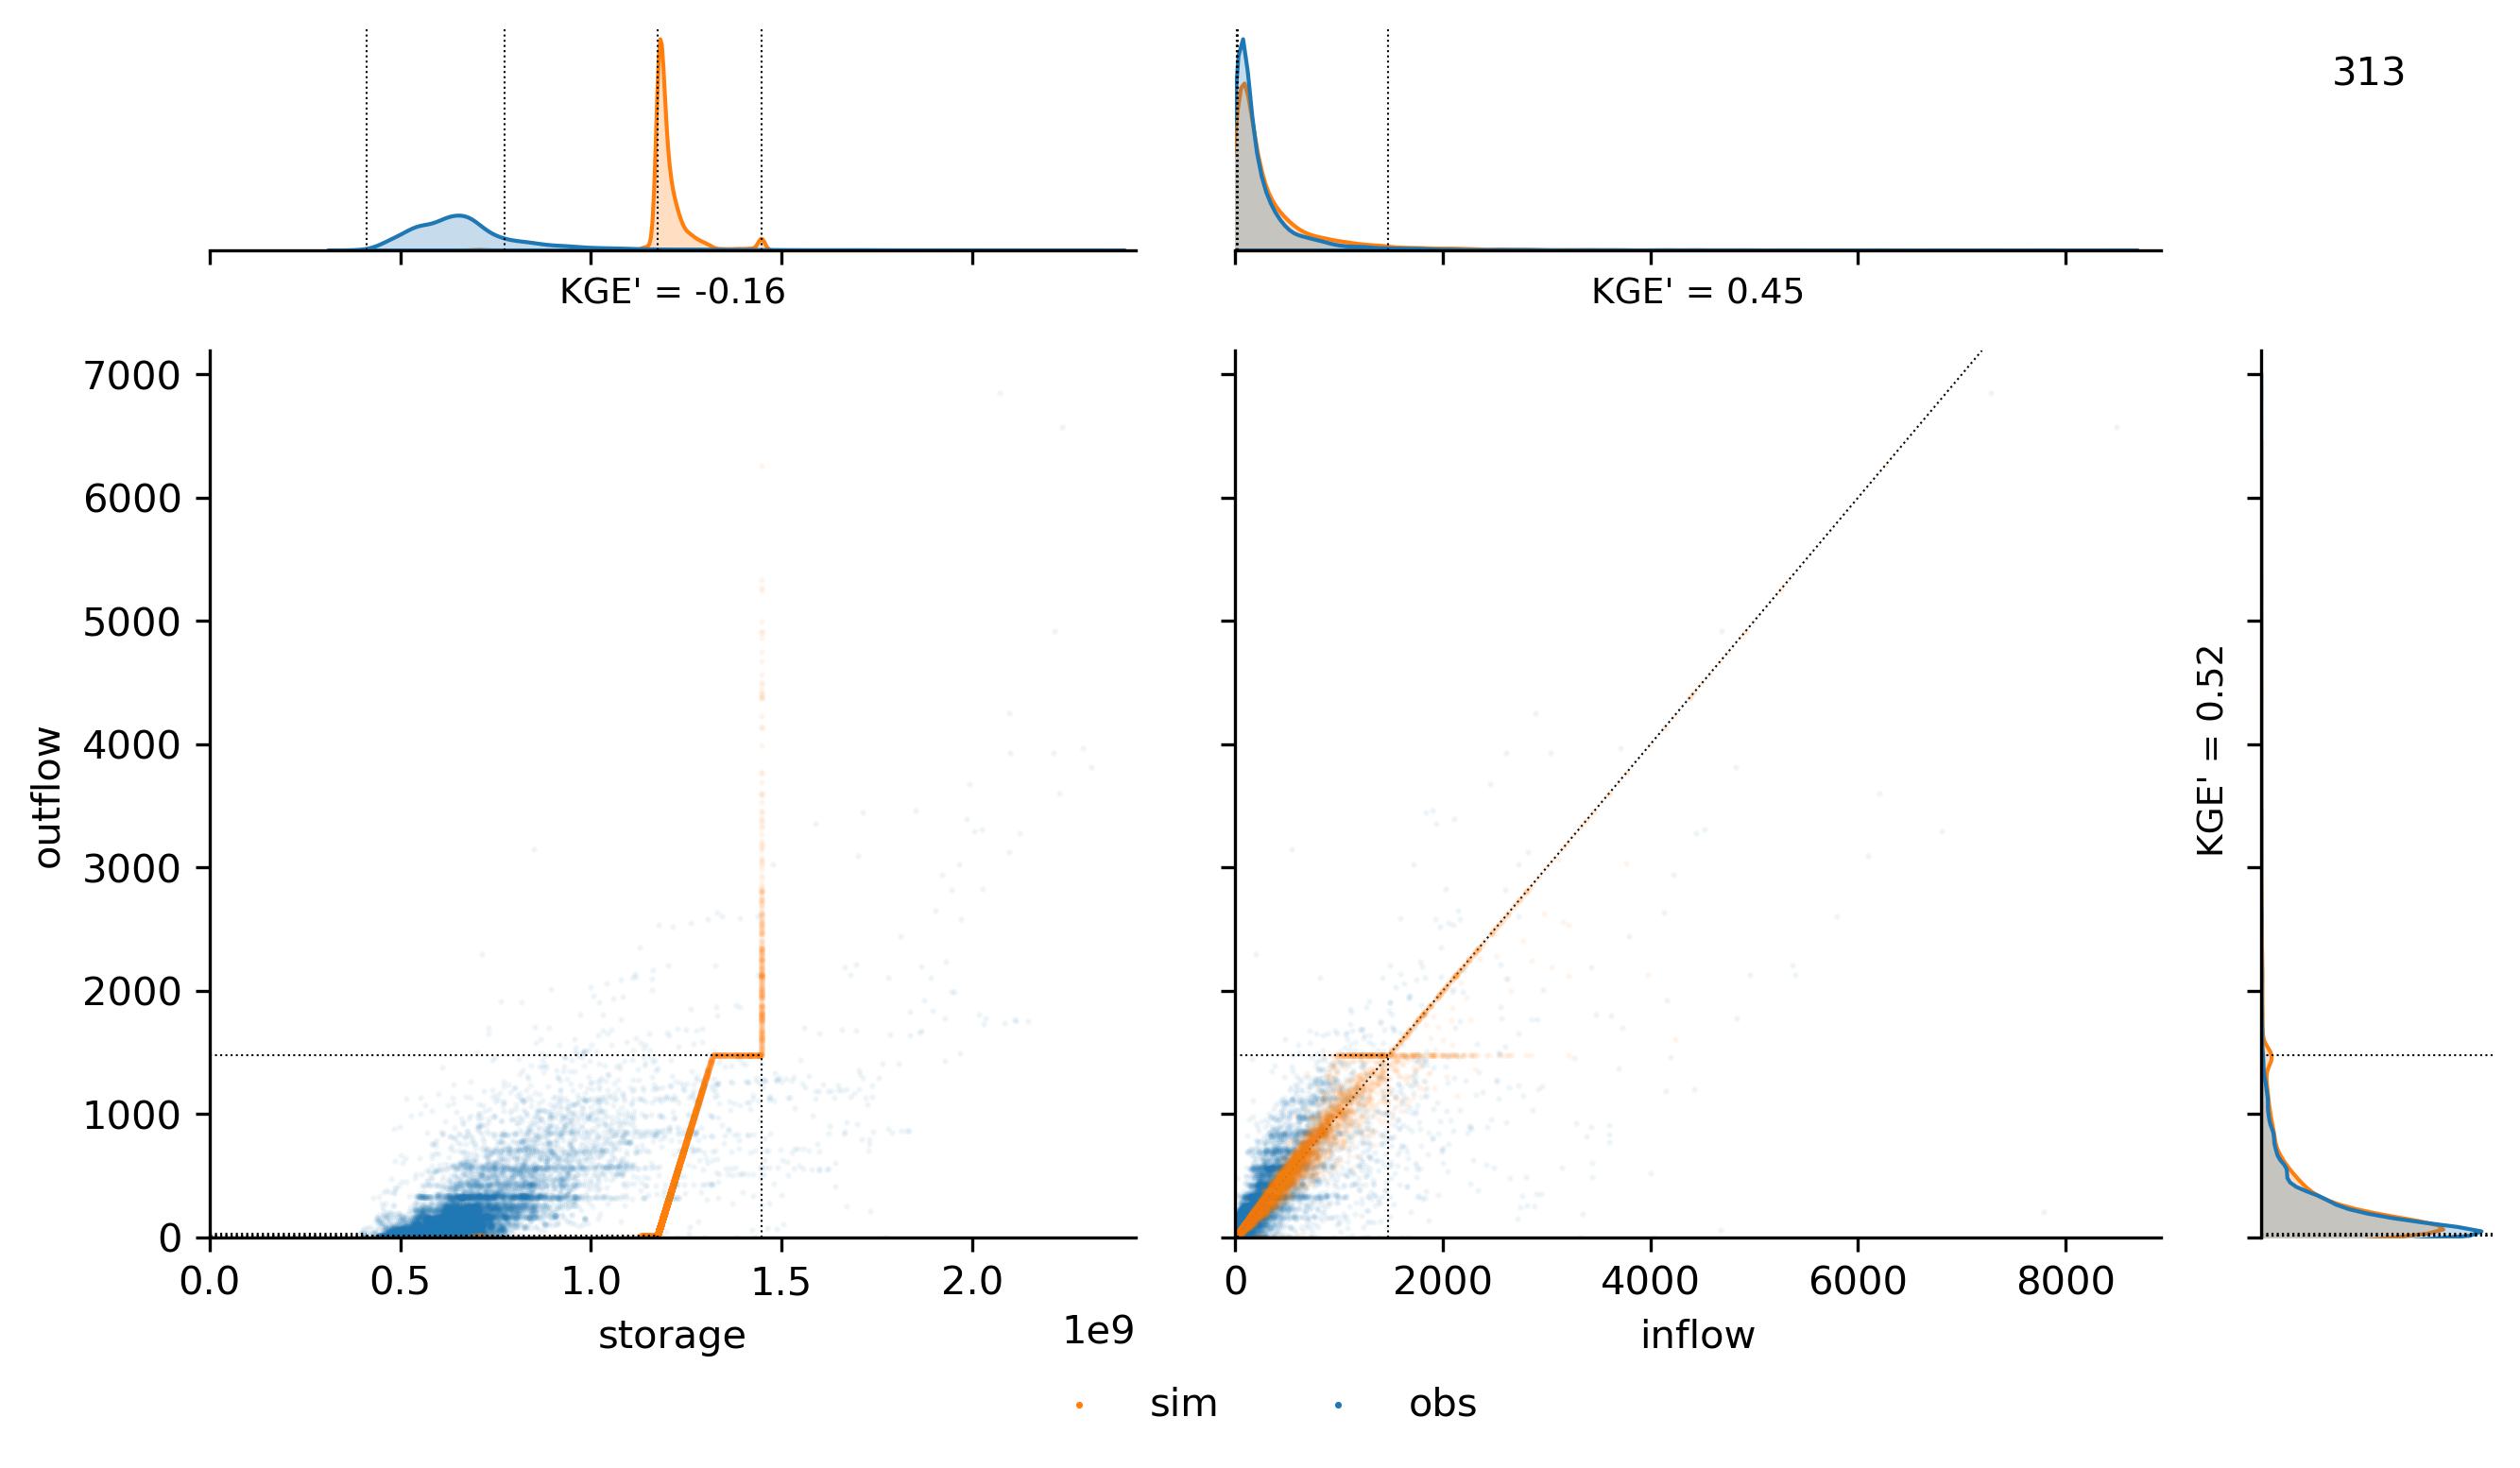 313
KGE' = -0.16
KGE' = 0.45
7000
6000
5000
4000
3000
2000
1000
0
outflow
KGE' = 0.52
0.0 0.5 1.0 1.5 2.0
0 2000 4000 6000 8000
1e9
storage
inflow
sim obs